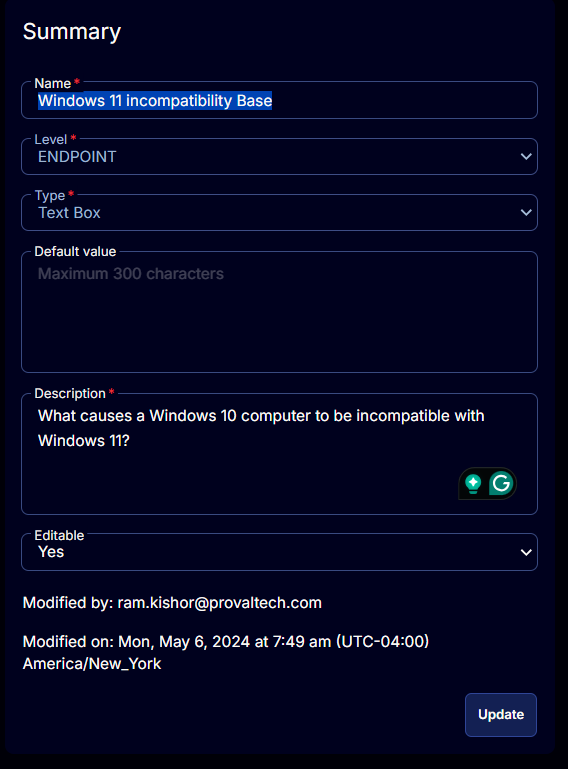 Summary
Name *
Windows 11 incompatibility Base
Level *
ENDPOINT
Type *
Text Box
Default value
Maximum 300 characters
Description *
What causes a Windows 10 computer to be incompatible with
Windows 11?
G
Editable
Yes
Modified by: ram.kishor@provaltech.com
Modified on: Mon, May 6, 2024 at 7:49 am (UTC-04:00)
America/New_York
Update